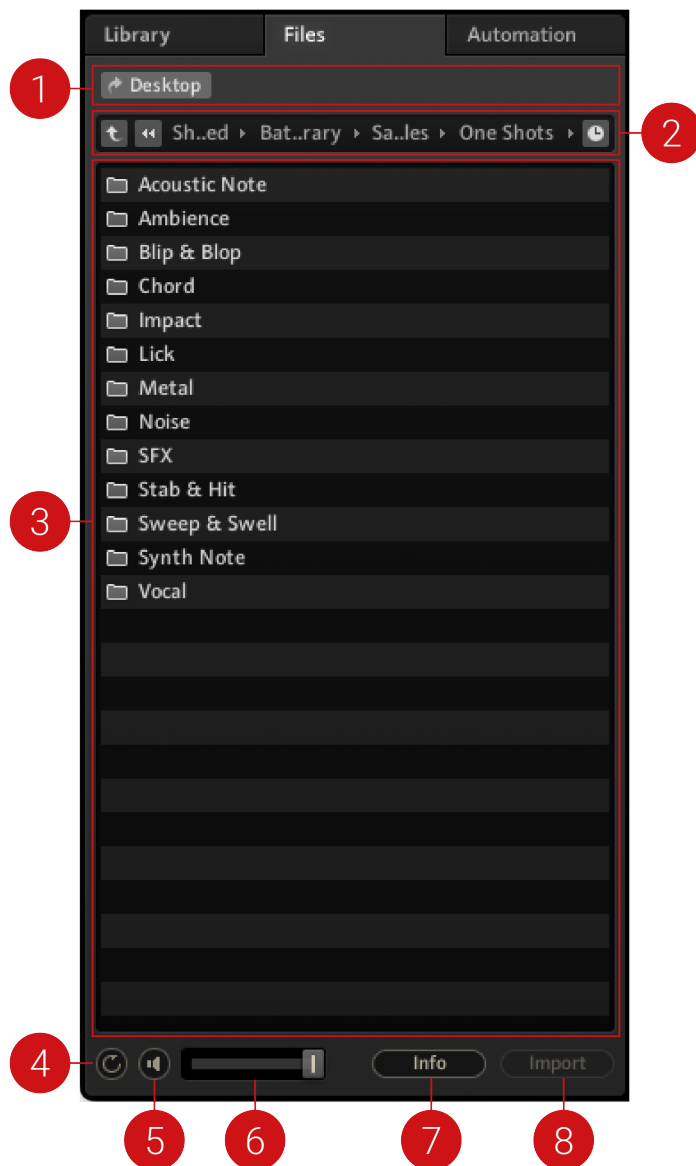 Library Files Automation
1
Desktop
Sh..ed Bat..rary Sa..les One Shots
2
Acoustic Note
Ambience
Blip & Blop
Chord
Impact
Lick
Metal
Noise
SFX
Stab & Hit
3
Sweep & Swell
Synth Note
Vocal
4
Info Import
5 6 7 8